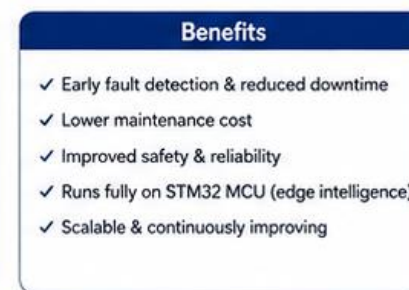 Benefits
✓ Early fault detection & reduced downtime
✓ Lower maintenance cost
✓ Improved safety & reliability
✓ Runs fully on STM32 MCU (edge intelligence)
✓ Scalable & continuously improving